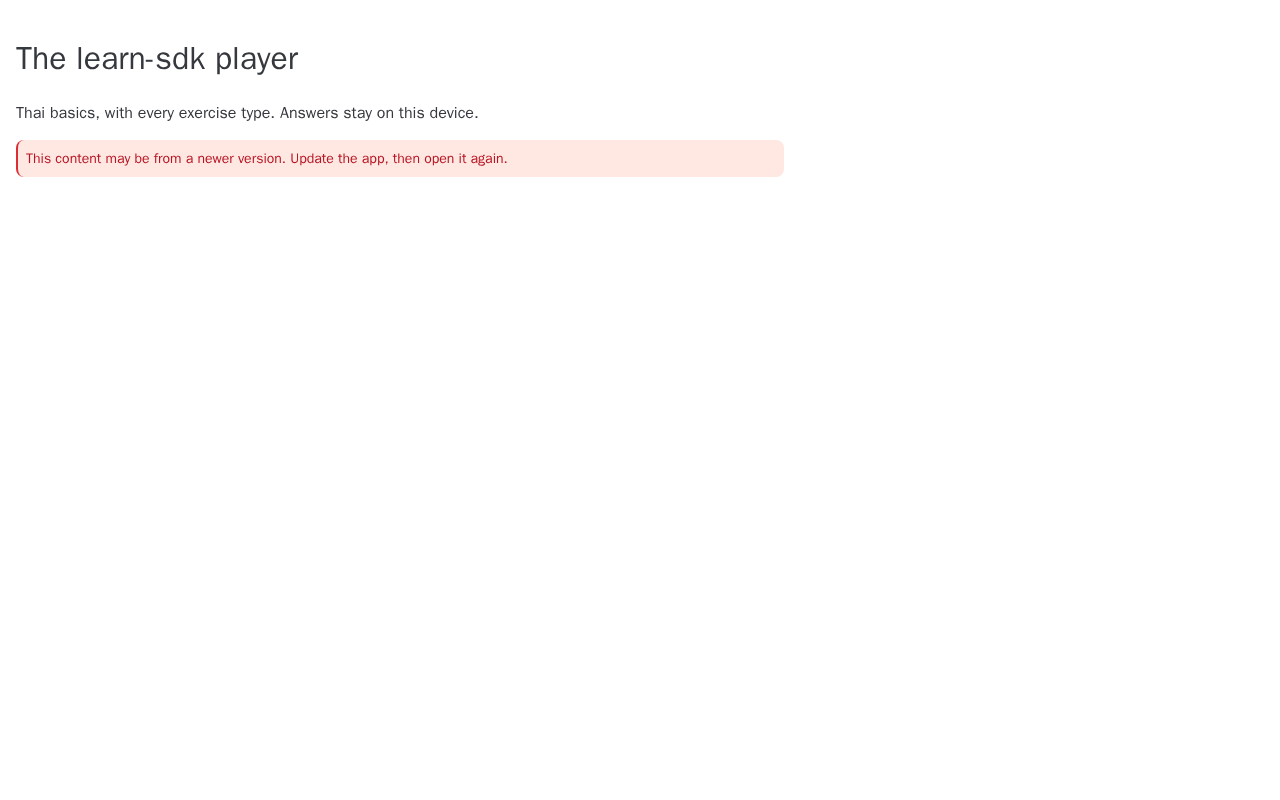 The learn-sdk player
Thai basics, with every exercise type. Answers stay on this device.
This content may be from a newer version. Update the app, then open it again.